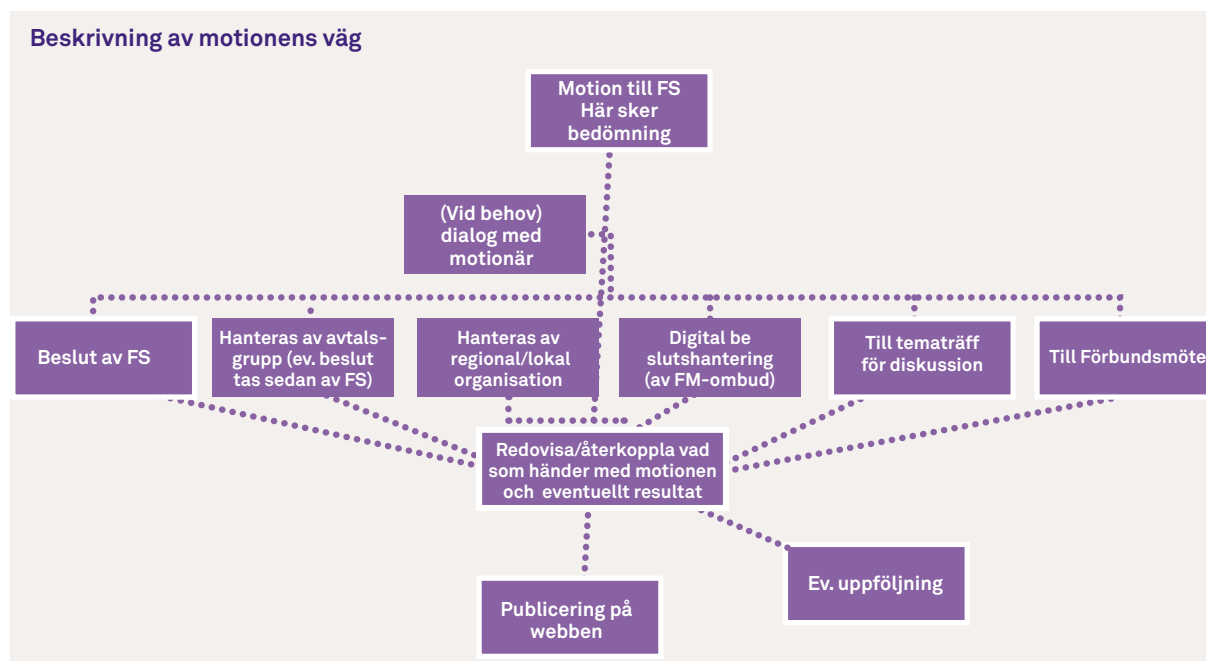 Beskrivning av motionens väg
Motion till FS
Här sker
bedömning
(Vid behov)
dialog med
motionär
Beslut av FS
Hanteras av avtals-
grupp (ev. beslut
tas sedan av FS)
Hanteras av
regional/lokal
organisation
Digital be
slutshantering
(av FM-ombud)
Till tematräff
för diskussion
Till Förbundsmöte
Redovisa/återkoppla vad
som händer med motionen
och eventuellt resultat
Publicering på
webben
Ev. uppföljning